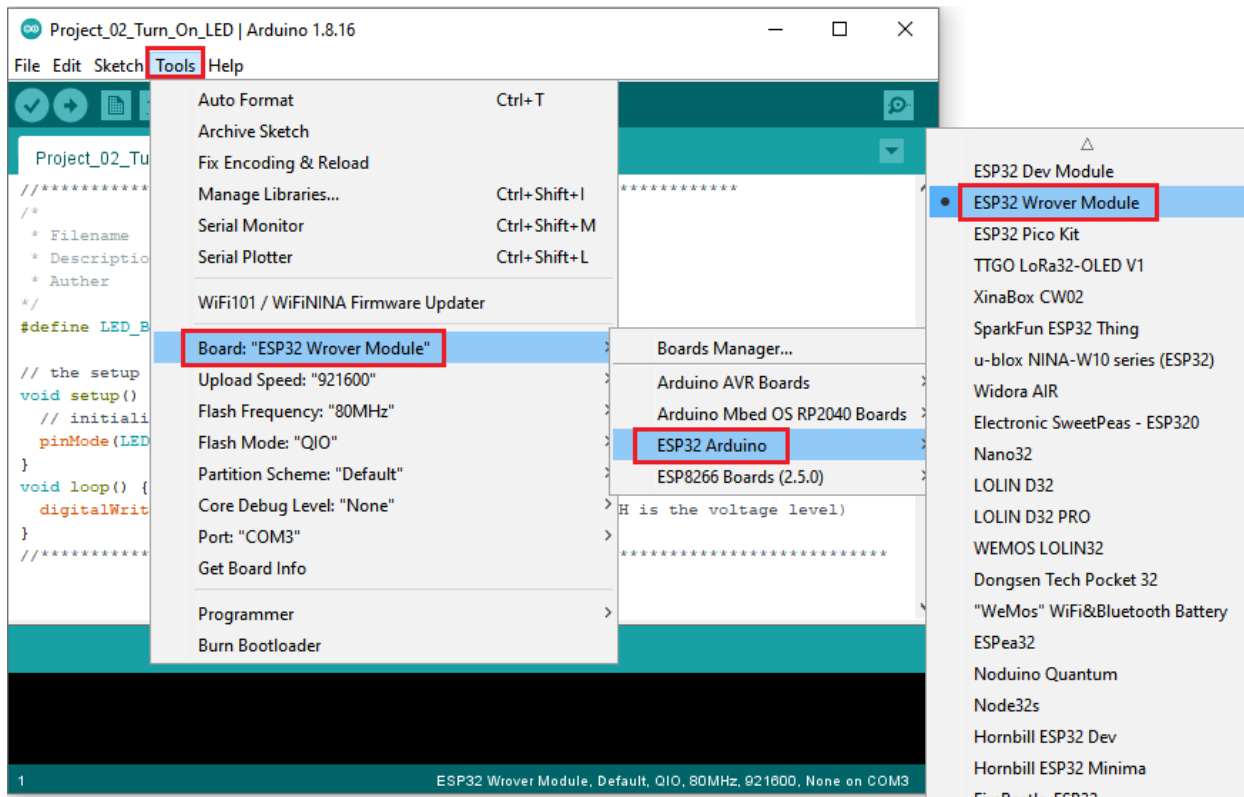 Project_02_Turn_On_LED | Arduino 1.8.16
File Edit Sketch Tools Help
Project_02_Tu
//***********
************
/*
* Filename
* Descriptio
* Auther
*/
#define LED_B
// the setup
void setup()
// initiali
pinMode(LED
}
void loop() {
digitalWrit
H is the voltage level)
}
//***********
***************************
Auto Format Ctrl+T
Archive Sketch
Fix Encoding & Reload
Manage Libraries... Ctrl+Shift+I
Serial Monitor Ctrl+Shift+M
Serial Plotter Ctrl+Shift+L
WiFi101 / WiFiNINA Firmware Updater
Board: "ESP32 Wrover Module"
Upload Speed: "921600"
Flash Frequency: "80MHz"
Flash Mode: "QIO"
Partition Scheme: "Default"
Core Debug Level: "None"
Port: "COM3"
Get Board Info
Programmer
Burn Bootloader
Boards Manager...
Arduino AVR Boards
Arduino Mbed OS RP2040 Boards
ESP32 Arduino
ESP8266 Boards (2.5.0)
ESP32 Dev Module
ESP32 Wrover Module
ESP32 Pico Kit
TTGO LoRa32-OLED V1
XinaBox CW02
SparkFun ESP32 Thing
u-blox NINA-W10 series (ESP32)
Widora AIR
Electronic SweetPeas - ESP320
Nano32
LOLIN D32
LOLIN D32 PRO
WEMOS LOLIN32
Dongsen Tech Pocket 32
"WeMos" WiFi&Bluetooth Battery
ESPea32
Noduino Quantum
Node32s
Hornbill ESP32 Dev
Hornbill ESP32 Minima
1
ESP32 Wrover Module, Default, QIO, 80MHz, 921600, None on COM3